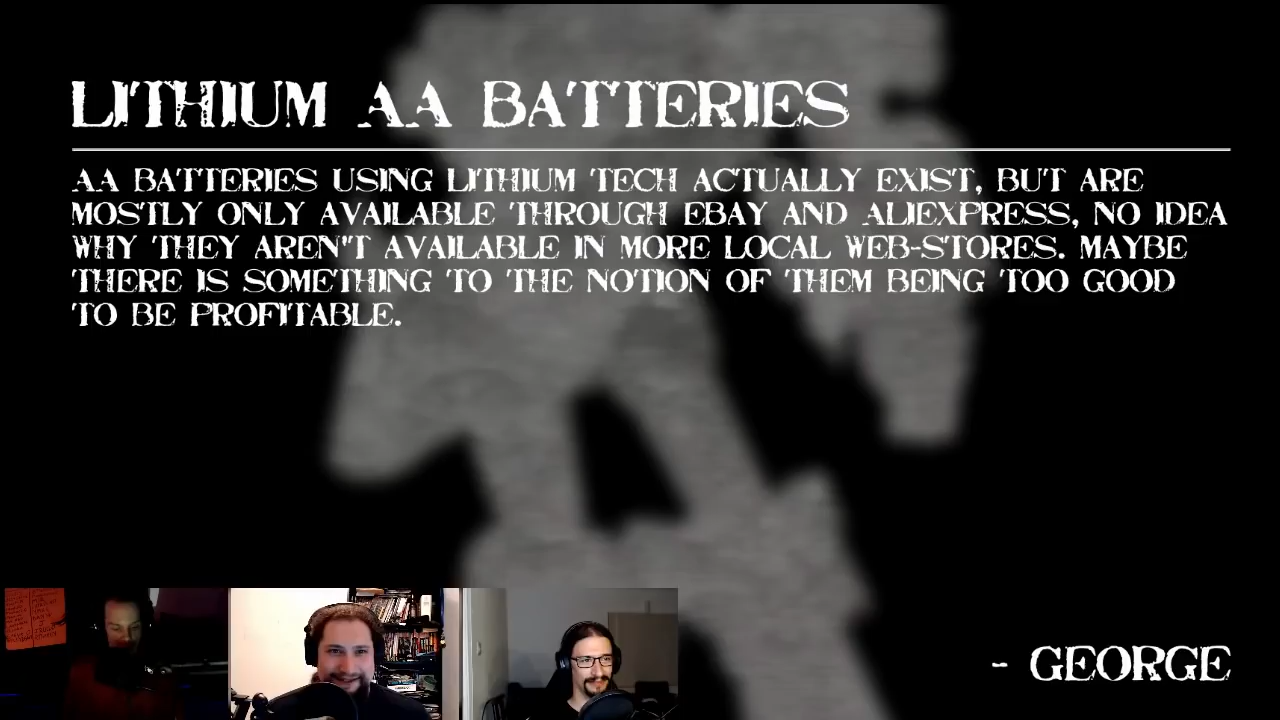 LITHIUM AA BATTERIES
AA BATTERIES USING LITHIUM TECH ACTUALLY EXIST, BUT ARE
MOSTLY ONLY AVAILABLE THROUGH EBAY AND ALIEXPRESS, NO IDEA
WHY THEY AREN"T AVAILABLE IN MORE LOCAL WEB-STORES. MAYBE
THERE IS SOMETHING TO THE NOTION OF THEM BEING TOO GOOD
TO BE PROFITABLE.
- GEORGE